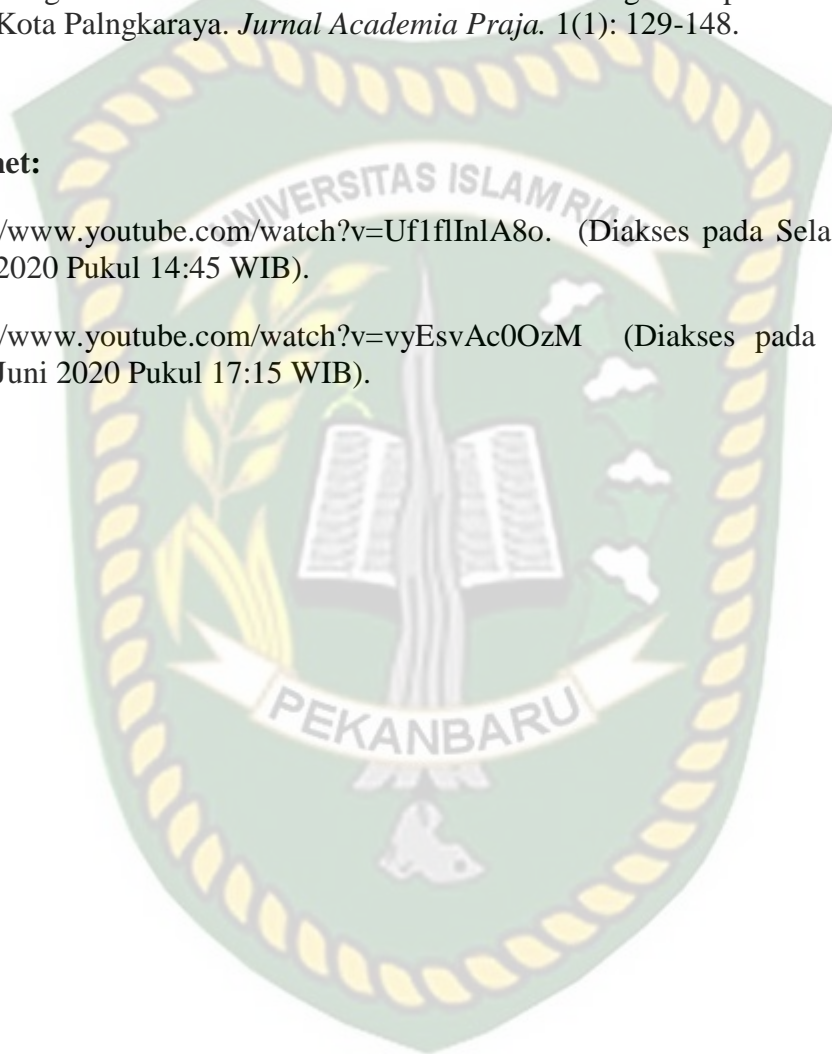 Kota Palngkaraya. Jurnal Academia Praja. 1(1): 129-148.
net:
/www.youtube.com/watch?v=Uf1flInlA8o. (Diakses pada Sela
2020 Pukul 14:45 WIB).
/www.youtube.com/watch?v=vyEsvAc0OzM (Diakses pada
Juni 2020 Pukul 17:15 WIB).
UNIVERSITAS ISLAM RIAU
PEKANBARU